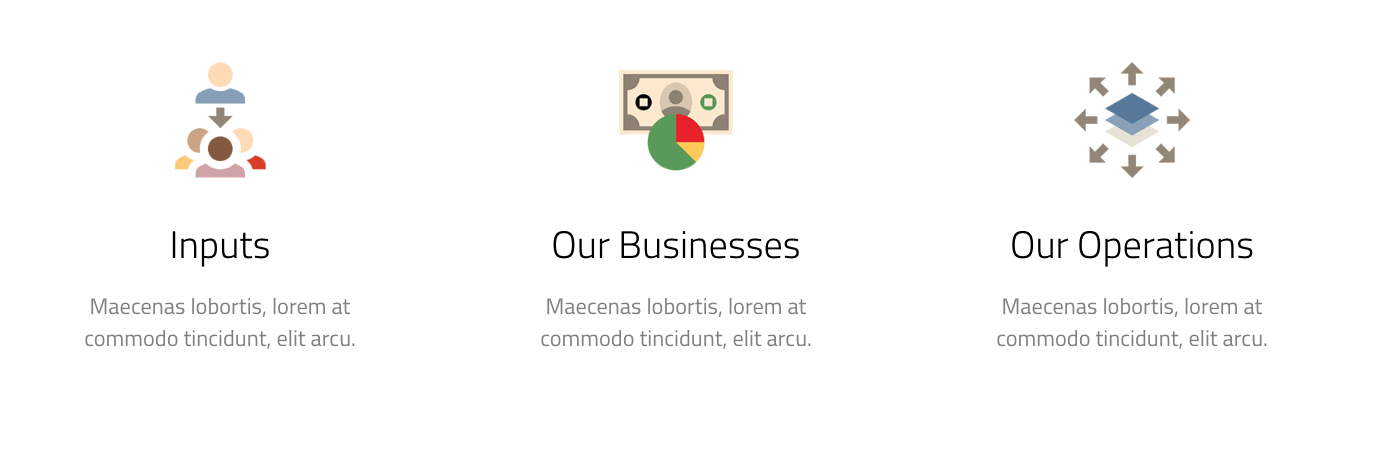 Inputs
Maecenas lobortis, lorem at
commodo tincidunt, elit arcu.
Our Businesses
Maecenas lobortis, lorem at
commodo tincidunt, elit arcu.
Our Operations
Maecenas lobortis, lorem at
commodo tincidunt, elit arcu.